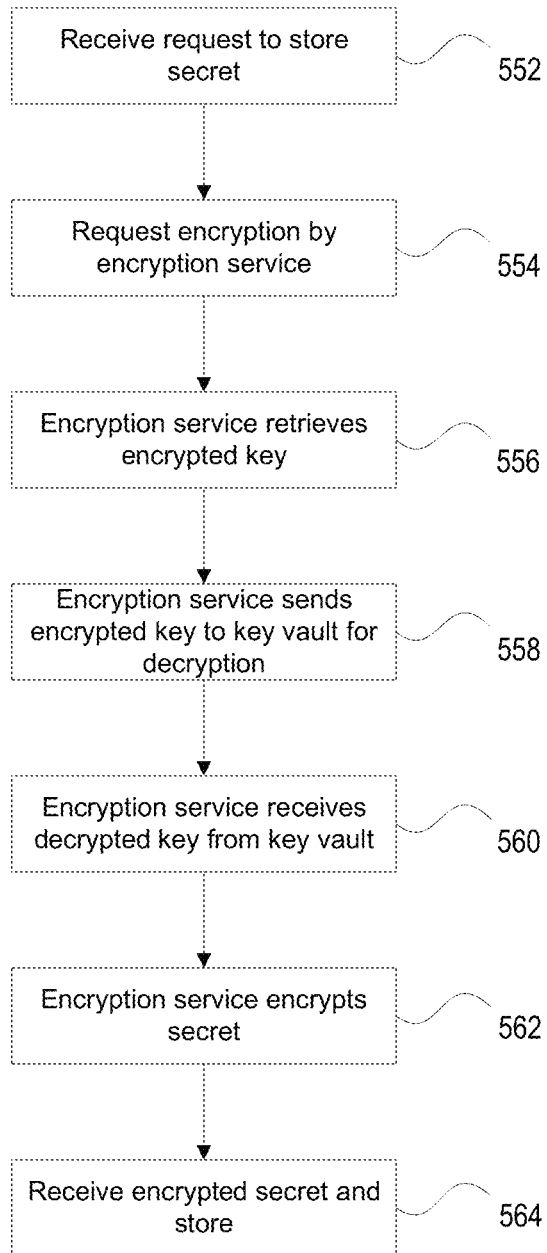 Receive request to store
secret
552
Request encryption by
encryption service
554
Encryption service retrieves
encrypted key
556
Encryption service sends
encrypted key to key vault for
decryption
558
Encryption service receives
decrypted key from key vault
560
Encryption service encrypts
secret
562
Receive encrypted secret and
store
564